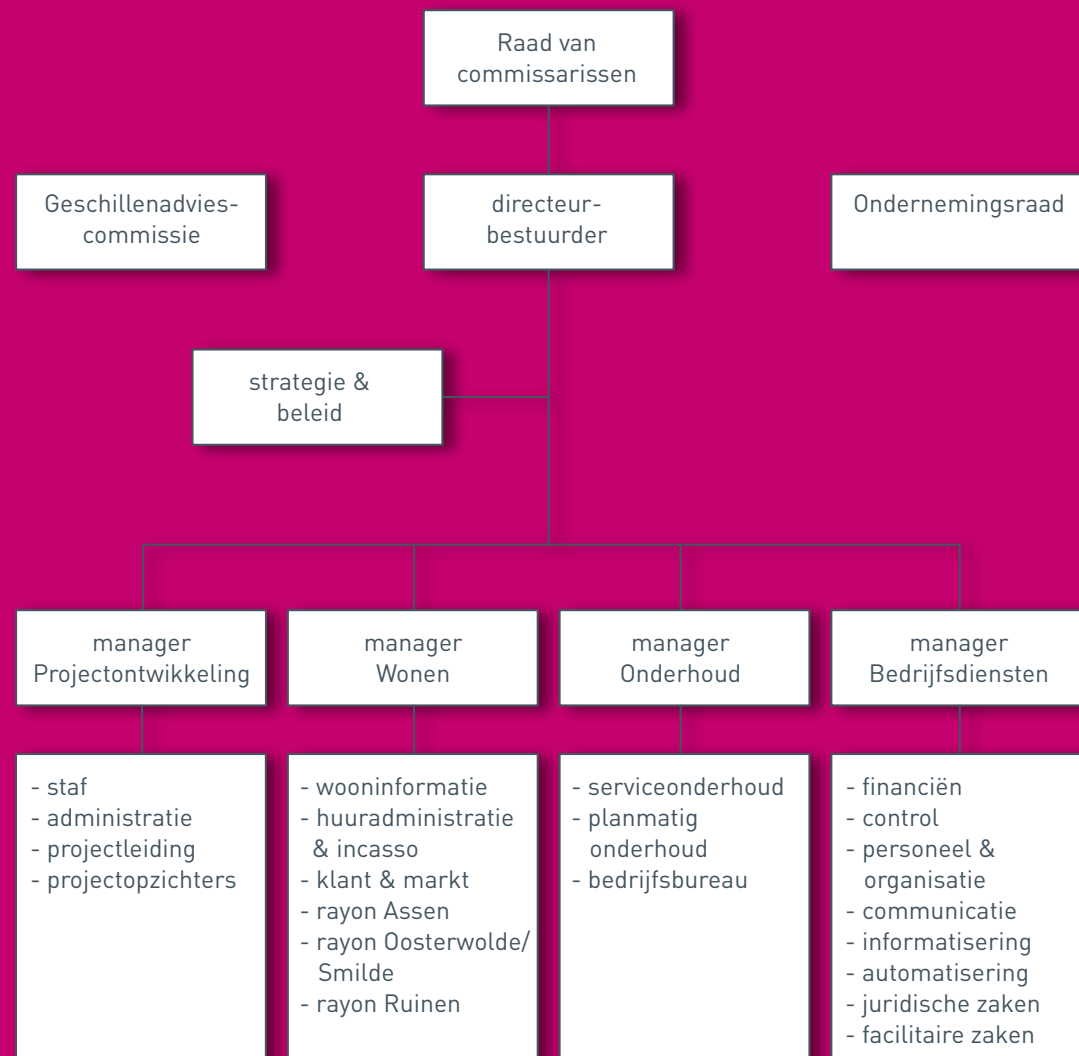 Raad van
commissarissen
Geschillenadvies-
commissie
directeur-
bestuurder
Ondernemingsraad
strategie &
beleid
manager
Projectontwikkeling
manager
Wonen
manager
Onderhoud
manager
Bedrijfsdiensten
- staf
- administratie
- projectleiding
- projectopzichters
- wooninformatie
- huuradministratie
& incasso
- klant & markt
- rayon Assen
- rayon Oosterwolde/
Smilde
- rayon Ruinen
- serviceonderhoud
- planmatig
onderhoud
- bedrijfsbureau
- financiën
- control
- personeel &
organisatie
- communicatie
- informatisering
- automatisering
- juridische zaken
- facilitaire zaken